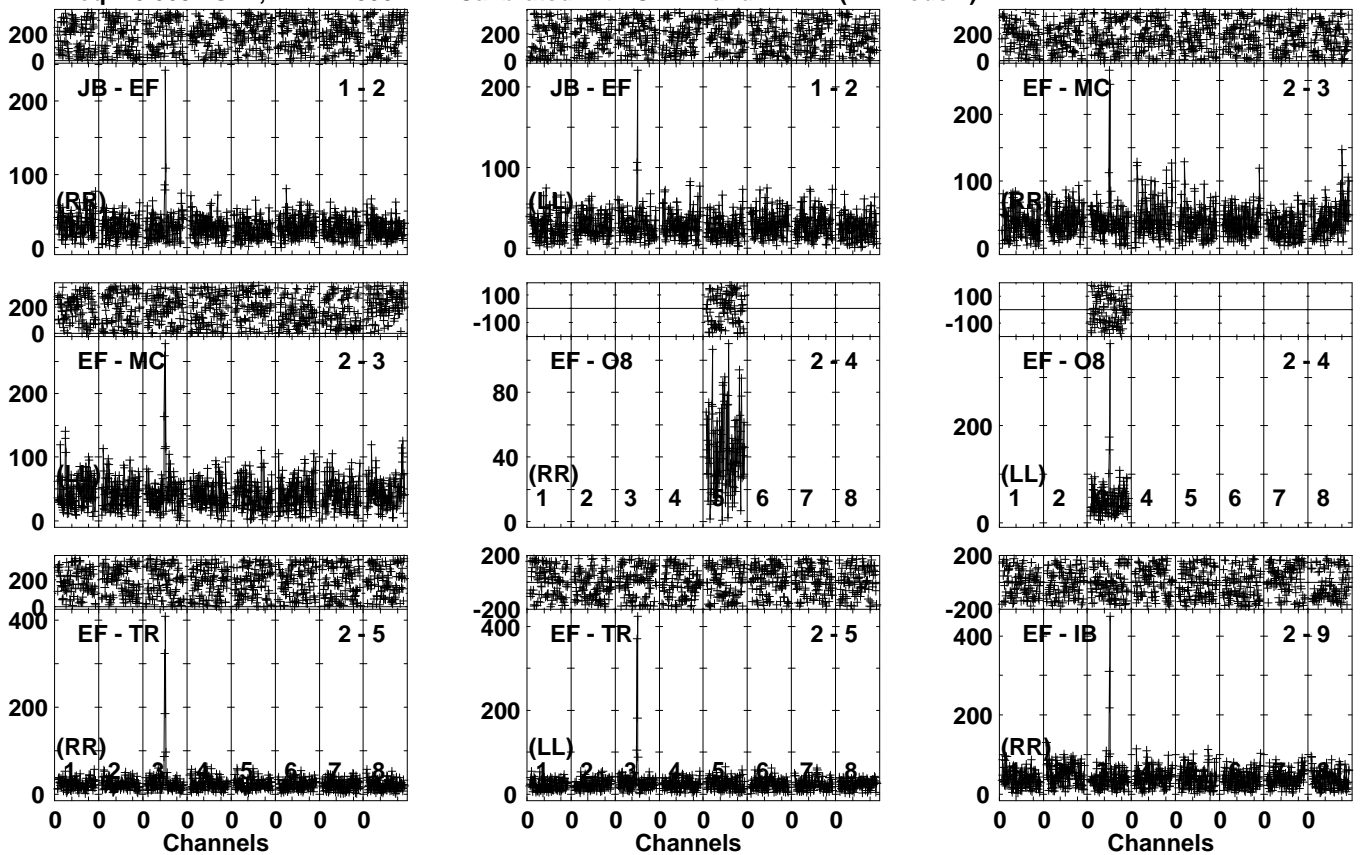 200 200 200
0 0 0
JB - EF 1 - 2 JB - EF 1 - 2 EF - MC 2 - 3
200 200 200
100 100 100
(RR) (LL) (RR)
0 0 0
200 100 100
0 -100 -100
EF - MC 2 - 3 EF - O8 2 - 4 EF - O8 2 - 4
200 80 200
100 40
(RR) (LL)
1 2 3 4 6 7 8 1 2 4 5 6 7 8
0 0 0
200 200 200
0 -200 -200
400 400 400
EF - TR 2 - 5 EF - TR 2 - 5 EF - IB 2 - 9
200 200 200
(RR) (LL) (RR)
1 2 3 4 5 6 7 8 1 2 3 4 5 6 7 8
0 0 0
0 0 0 0 0 0 0 0 0 0 0 0 0 0 0 0 0 0 0 0 0 0 0 0
Channels Channels Channels